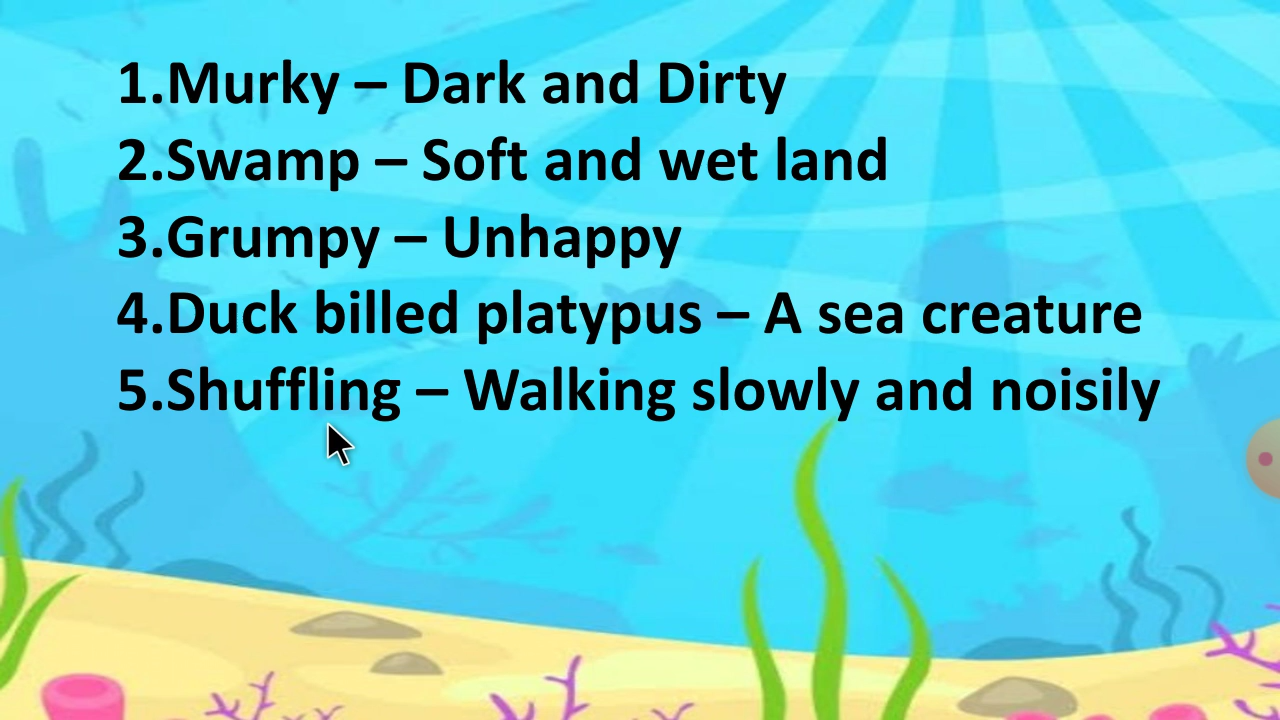 1.Murky – Dark and Dirty
2.Swamp – Soft and wet land
3.Grumpy – Unhappy
4.Duck billed platypus – A sea creature
5.Shuffling – Walking slowly and noisily